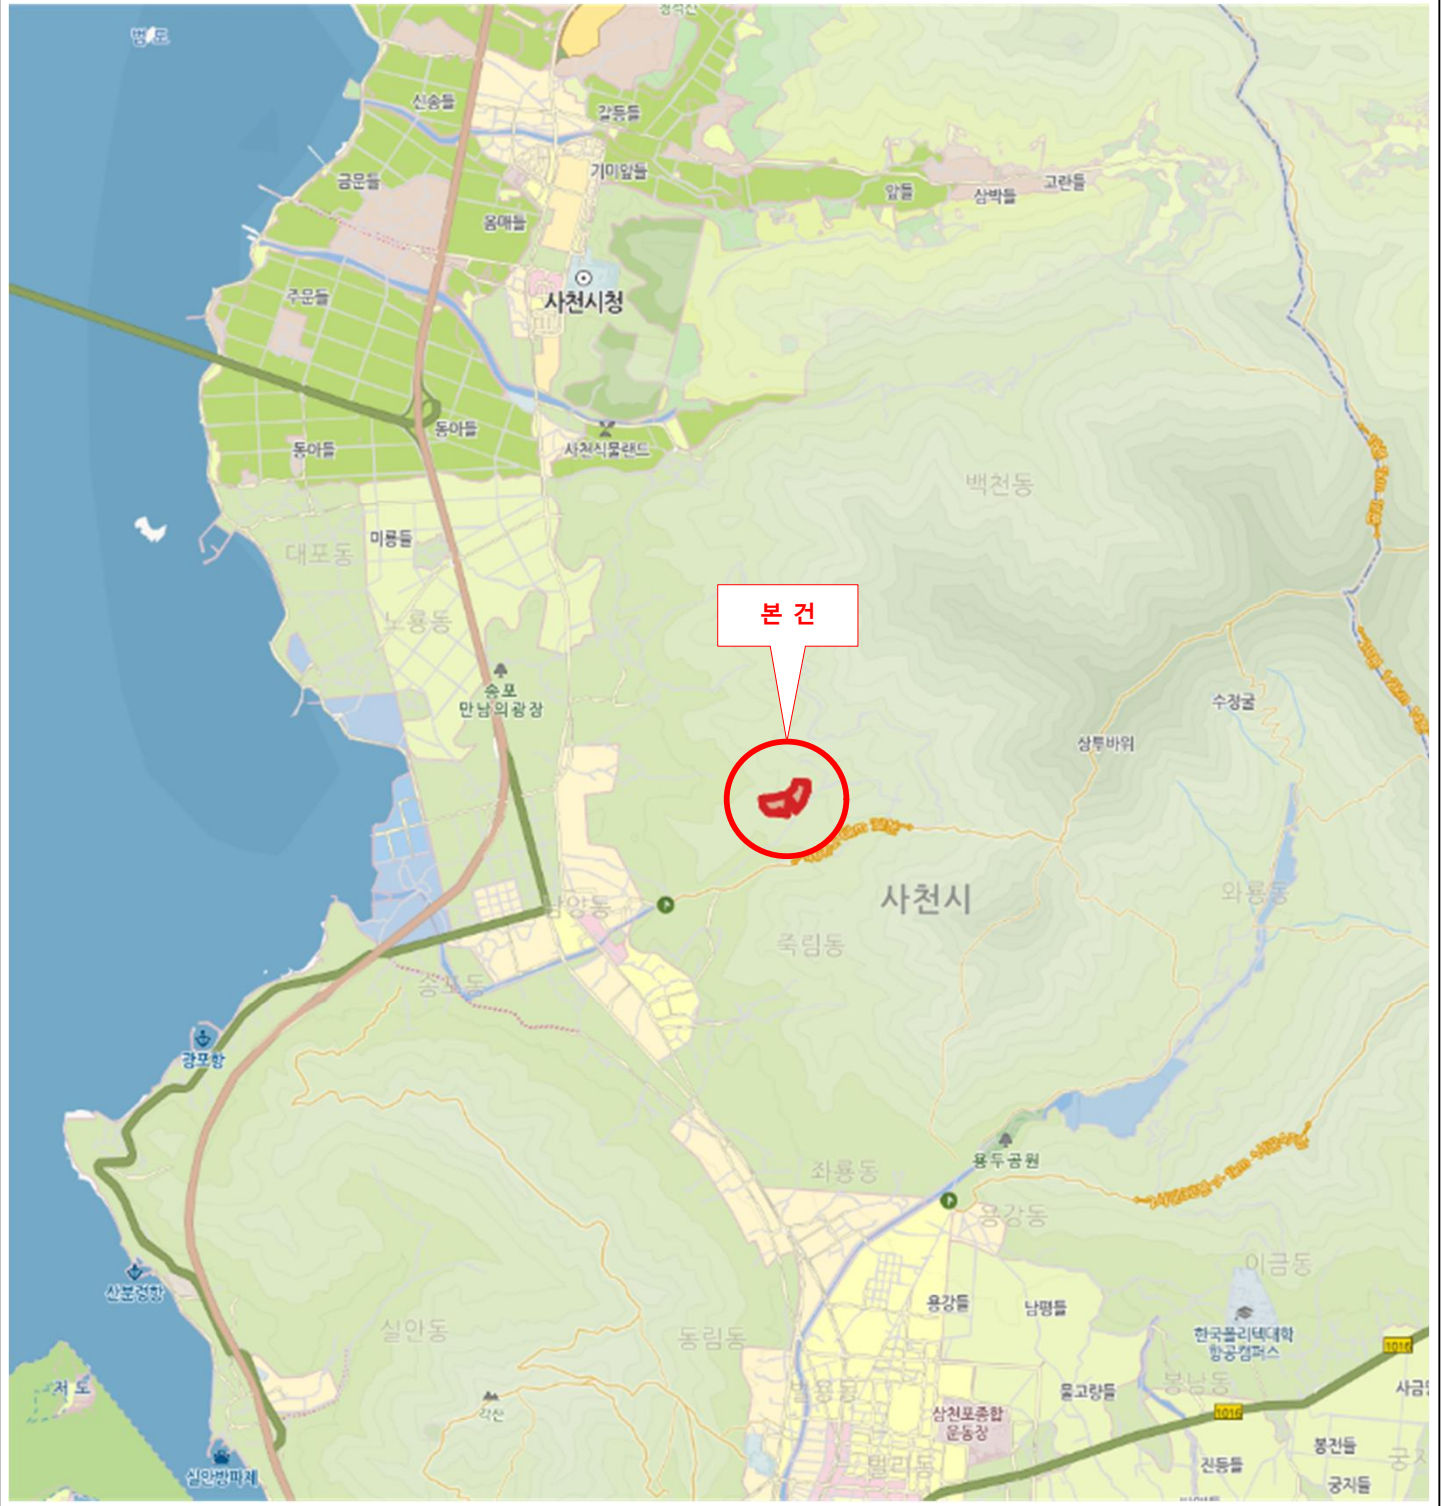 신송들
갈등들
기미앞들
금문들
앞들
삼박들
고란들
옴매들
사천시청
주문들
동아들
동아들
사천식물랜드
백천동
미룡들
대포동
노룡동
본 건
송포
만남의광장
수정굴
상투바위
사천시
와룡동
남양동
죽림동
송포동
광포항
용두공원
좌룡동
용강동
이금동
산분령항
용강들
남평들
실안동
동림동
한국폴리텍대학
항공캠퍼스
1016
저도
물고량들
봉남동
각산
삼천포종합
운동장
1016
봉전들
진등들
벌리동
실안방파제
궁지들